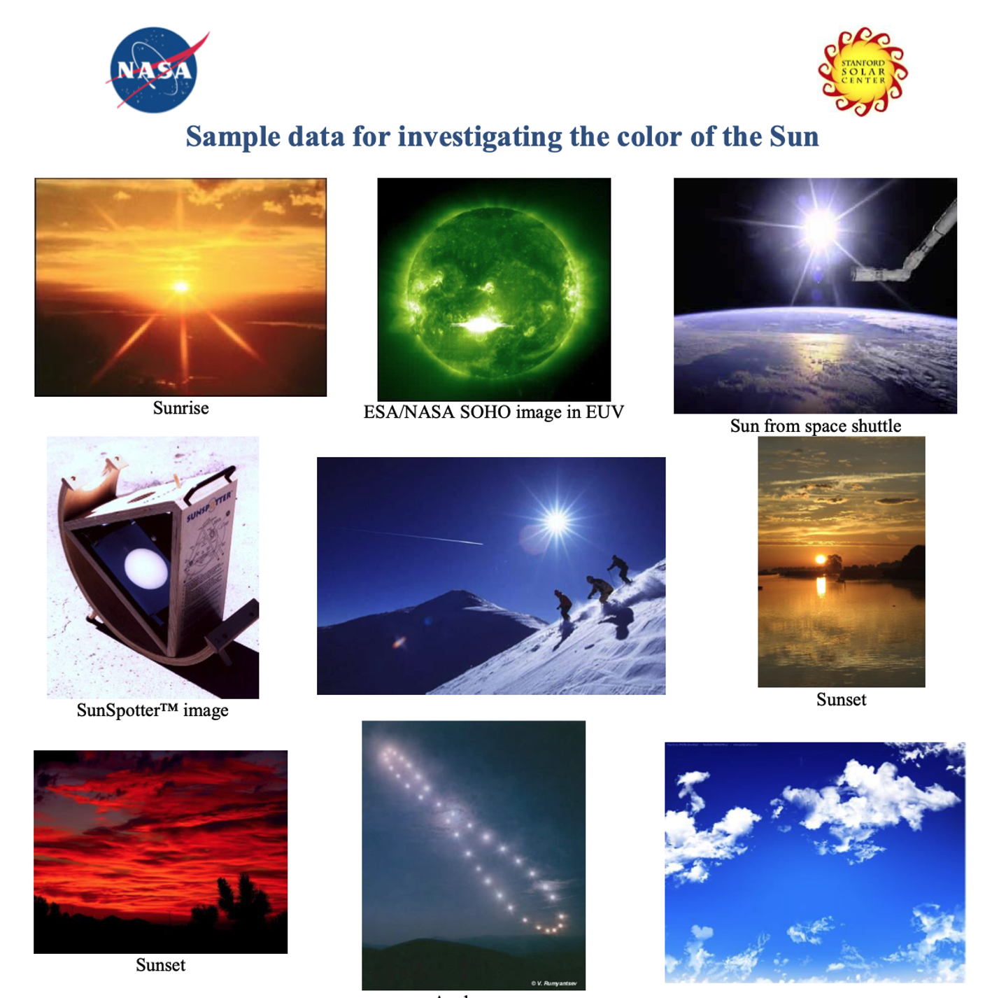 NASA
STANFORD
SOLAR
CENTER
Sample data for investigating the color of the Sun
Sunrise
ESA/NASA SOHO image in EUV
Sun from space shuttle
SUNSPOTTER
SunSpotter™ image
Sunset
Sunset
© V. Rumyantsev